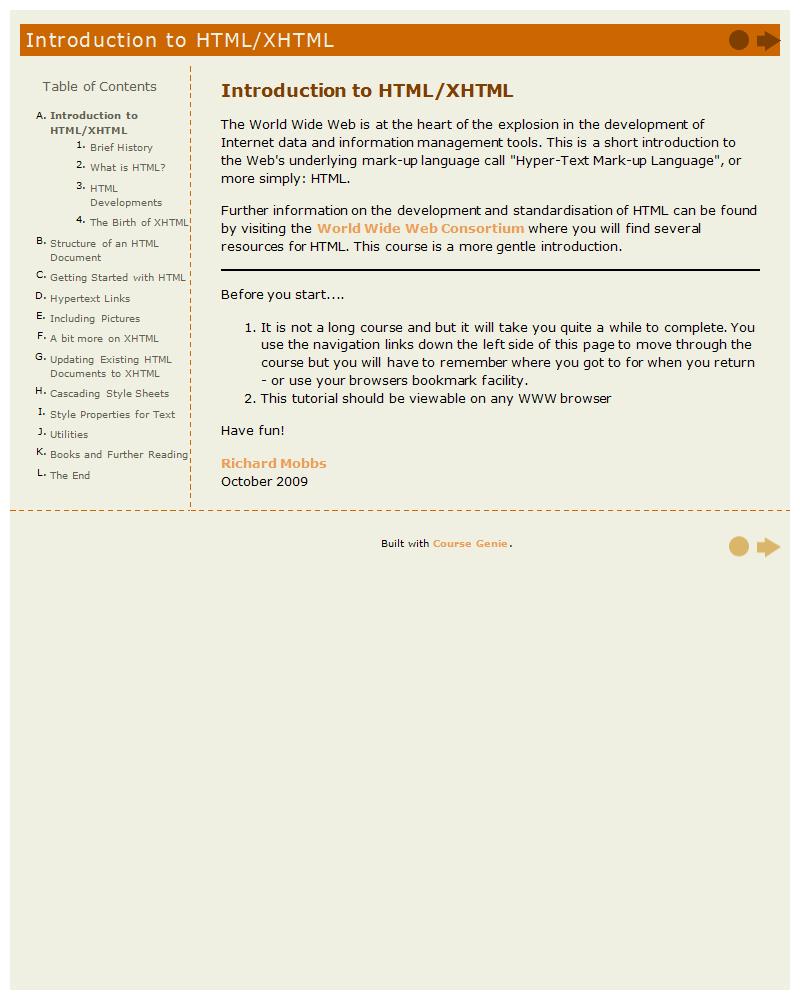 Introduction to HTML/XHTML
Table of Contents
A. Introduction to
HTML/XHTML
1. Brief History
2. What is HTML?
3. HTML
Developments
4. The Birth of XHTML
B. Structure of an HTML
Document
C. Getting Started with HTML
D. Hypertext Links
E. Including Pictures
F. A bit more on XHTML
G. Updating Existing HTML
Documents to XHTML
H. Cascading Style Sheets
I. Style Properties for Text
J. Utilities
K. Books and Further Reading
L. The End
Introduction to HTML/XHTML
The World Wide Web is at the heart of the explosion in the development of
Internet data and information management tools. This is a short introduction to
the Web's underlying mark-up language call "Hyper-Text Mark-up Language", or
more simply: HTML.
Further information on the development and standardisation of HTML can be found
by visiting the World Wide Web Consortium where you will find several
resources for HTML. This course is a more gentle introduction.
Before you start....
1. It is not a long course and but it will take you quite a while to complete. You
use the navigation links down the left side of this page to move through the
course but you will have to remember where you got to for when you return
- or use your browsers bookmark facility.
2. This tutorial should be viewable on any WWW browser
Have fun!
Richard Mobbs
October 2009
Built with Course Genie.